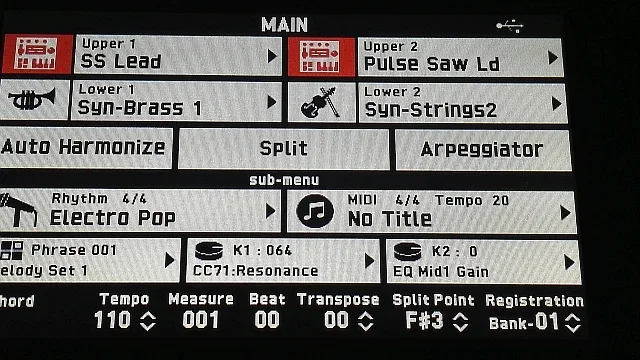 MAIN
Upper 1
SS Lead
Upper 2
Pulse Saw Ld
Lower 1
Syn-Brass 1
Lower 2
Syn-Strings2
Auto Harmonize
Split
Arpeggiator
sub-menu
Rhythm 4/4
Electro Pop
MIDI 4/4 Tempo 20
No Title
Phrase 001
elody Set 1
K1 : 064
CC71:Resonance
K2 : 0
EQ Mid1 Gain
hord
Tempo
110
Measure
001
Beat
00
Transpose
00
Split Point
F#3
Registration
Bank-01